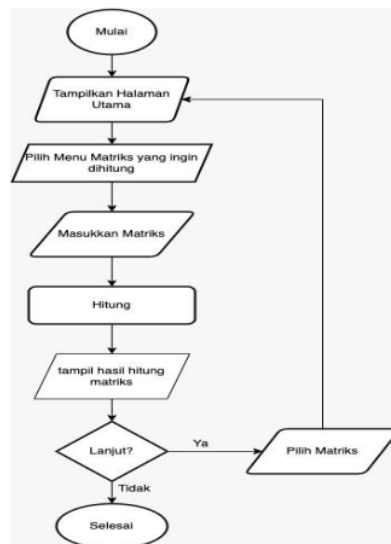 Mulai
Tampilkan Halaman
Utama
Pilih Menu Matriks yang ingin
dihitung
Masukkan Matriks
Hitung
tampil hasil hitung
matriks
Lanjut?
Ya
Pilih Matriks
Tidak
Selesai